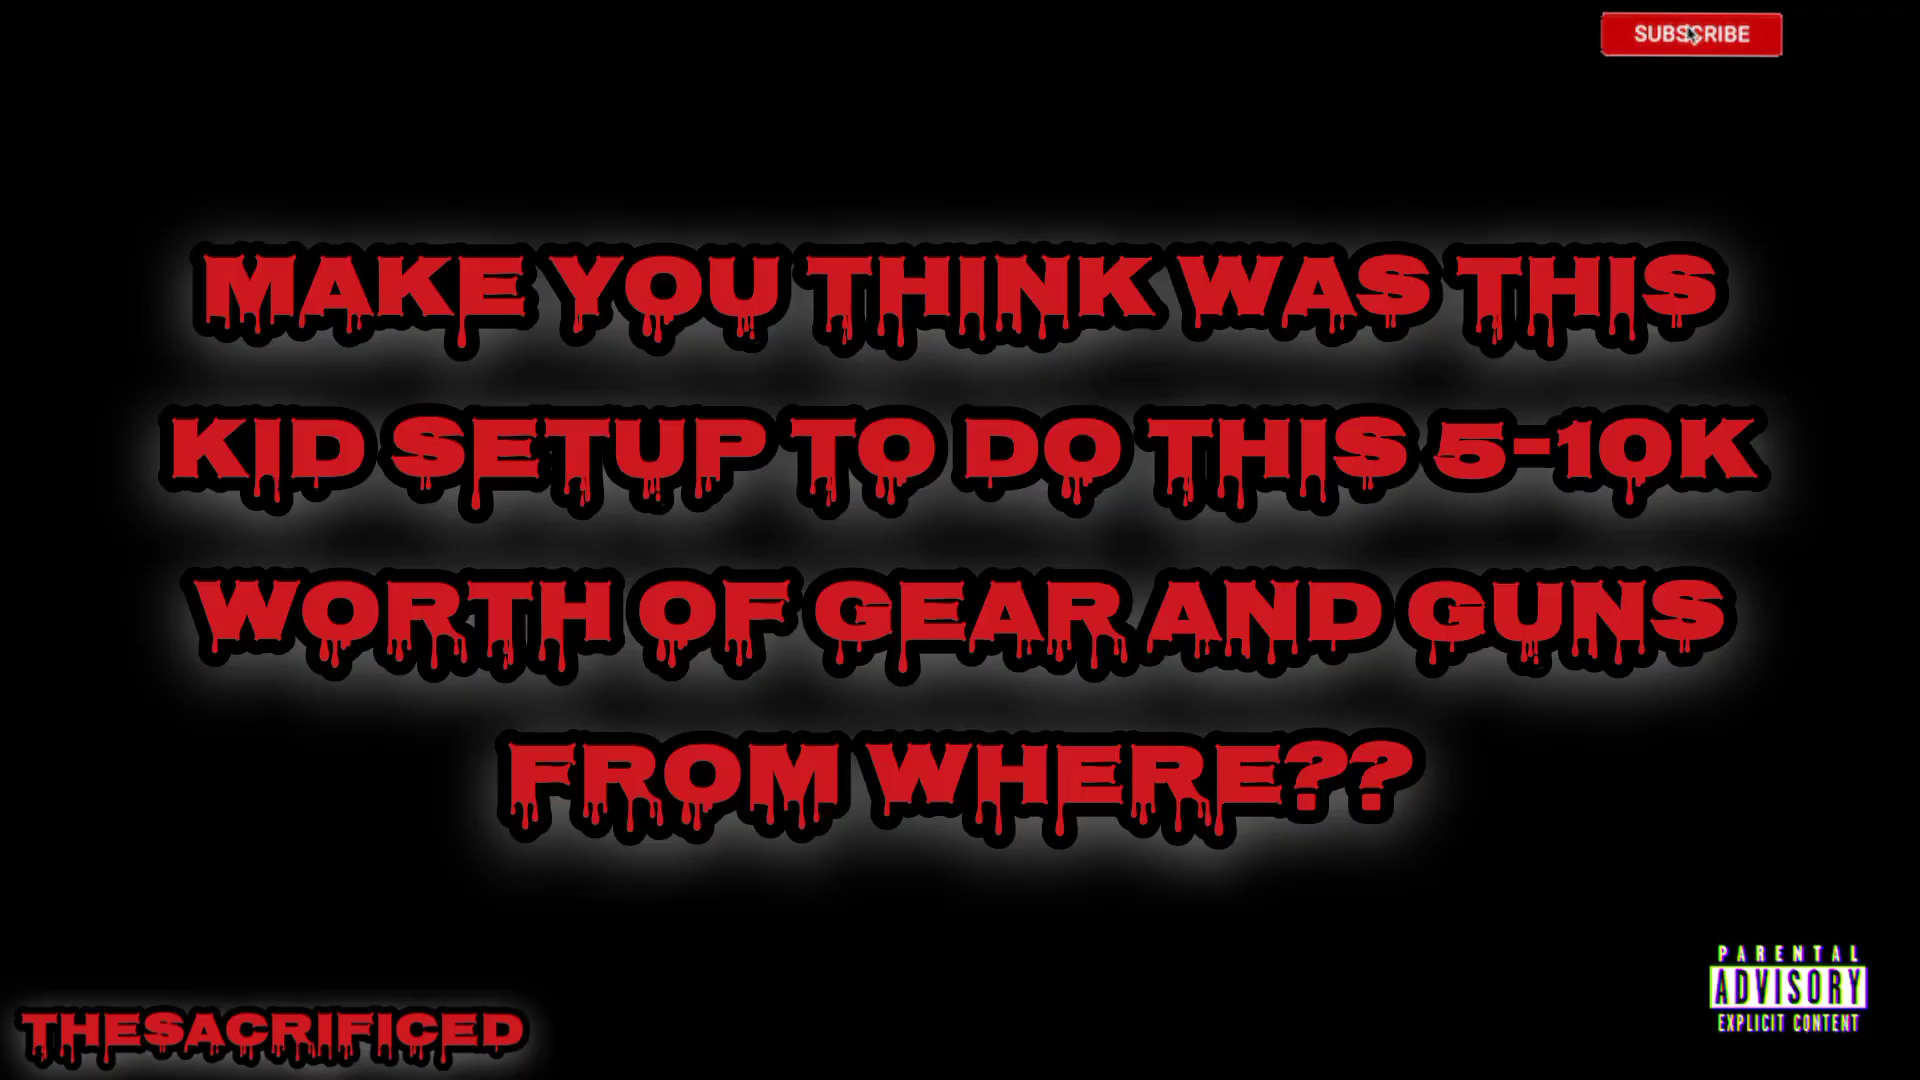 SUBSCRIBE
MAKE YOU THINK WAS THIS
KID SETUP TO DO THIS 5-10K
WORTH OF GEAR AND GUNS
FROM WHERE??
PARENTAL
ADVISORY
EXPLICIT CONTENT
THESACRIFICED